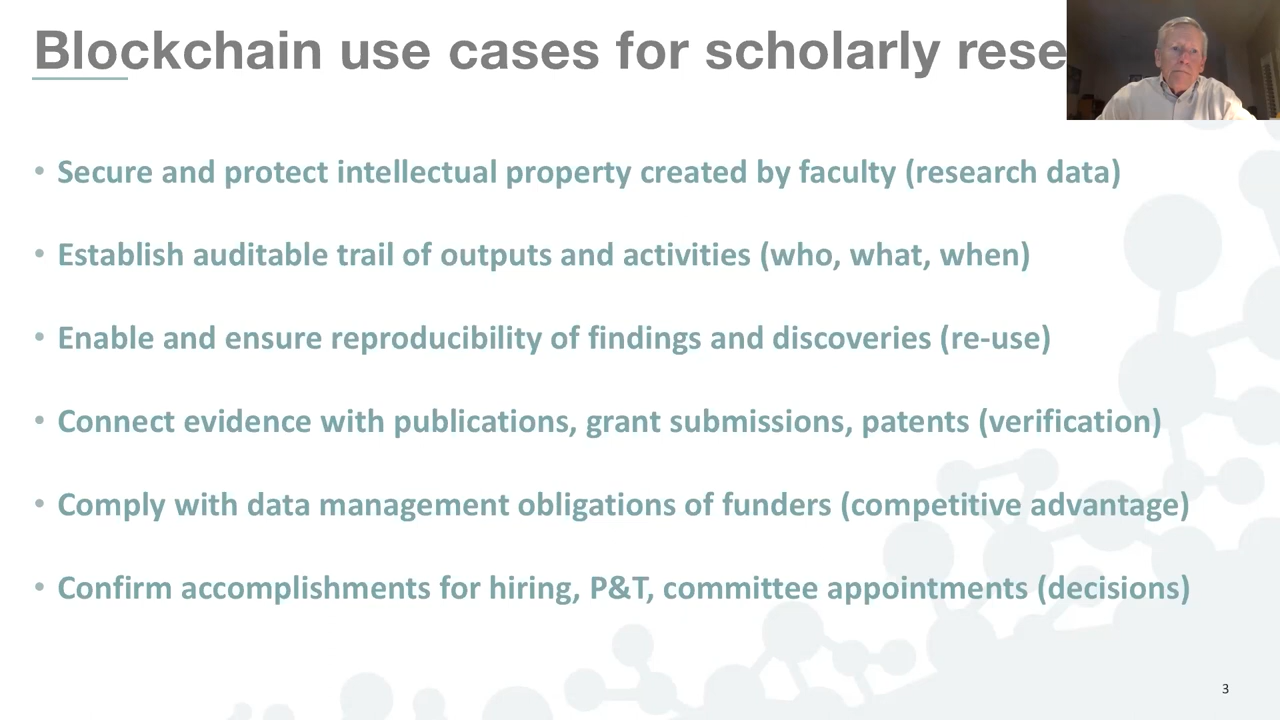 Blockchain use cases for scholarly rese
• Secure and protect intellectual property created by faculty (research data)
• Establish auditable trail of outputs and activities (who, what, when)
• Enable and ensure reproducibility of findings and discoveries (re-use)
• Connect evidence with publications, grant submissions, patents (verification)
• Comply with data management obligations of funders (competitive advantage)
• Confirm accomplishments for hiring, P&T, committee appointments (decisions)
3